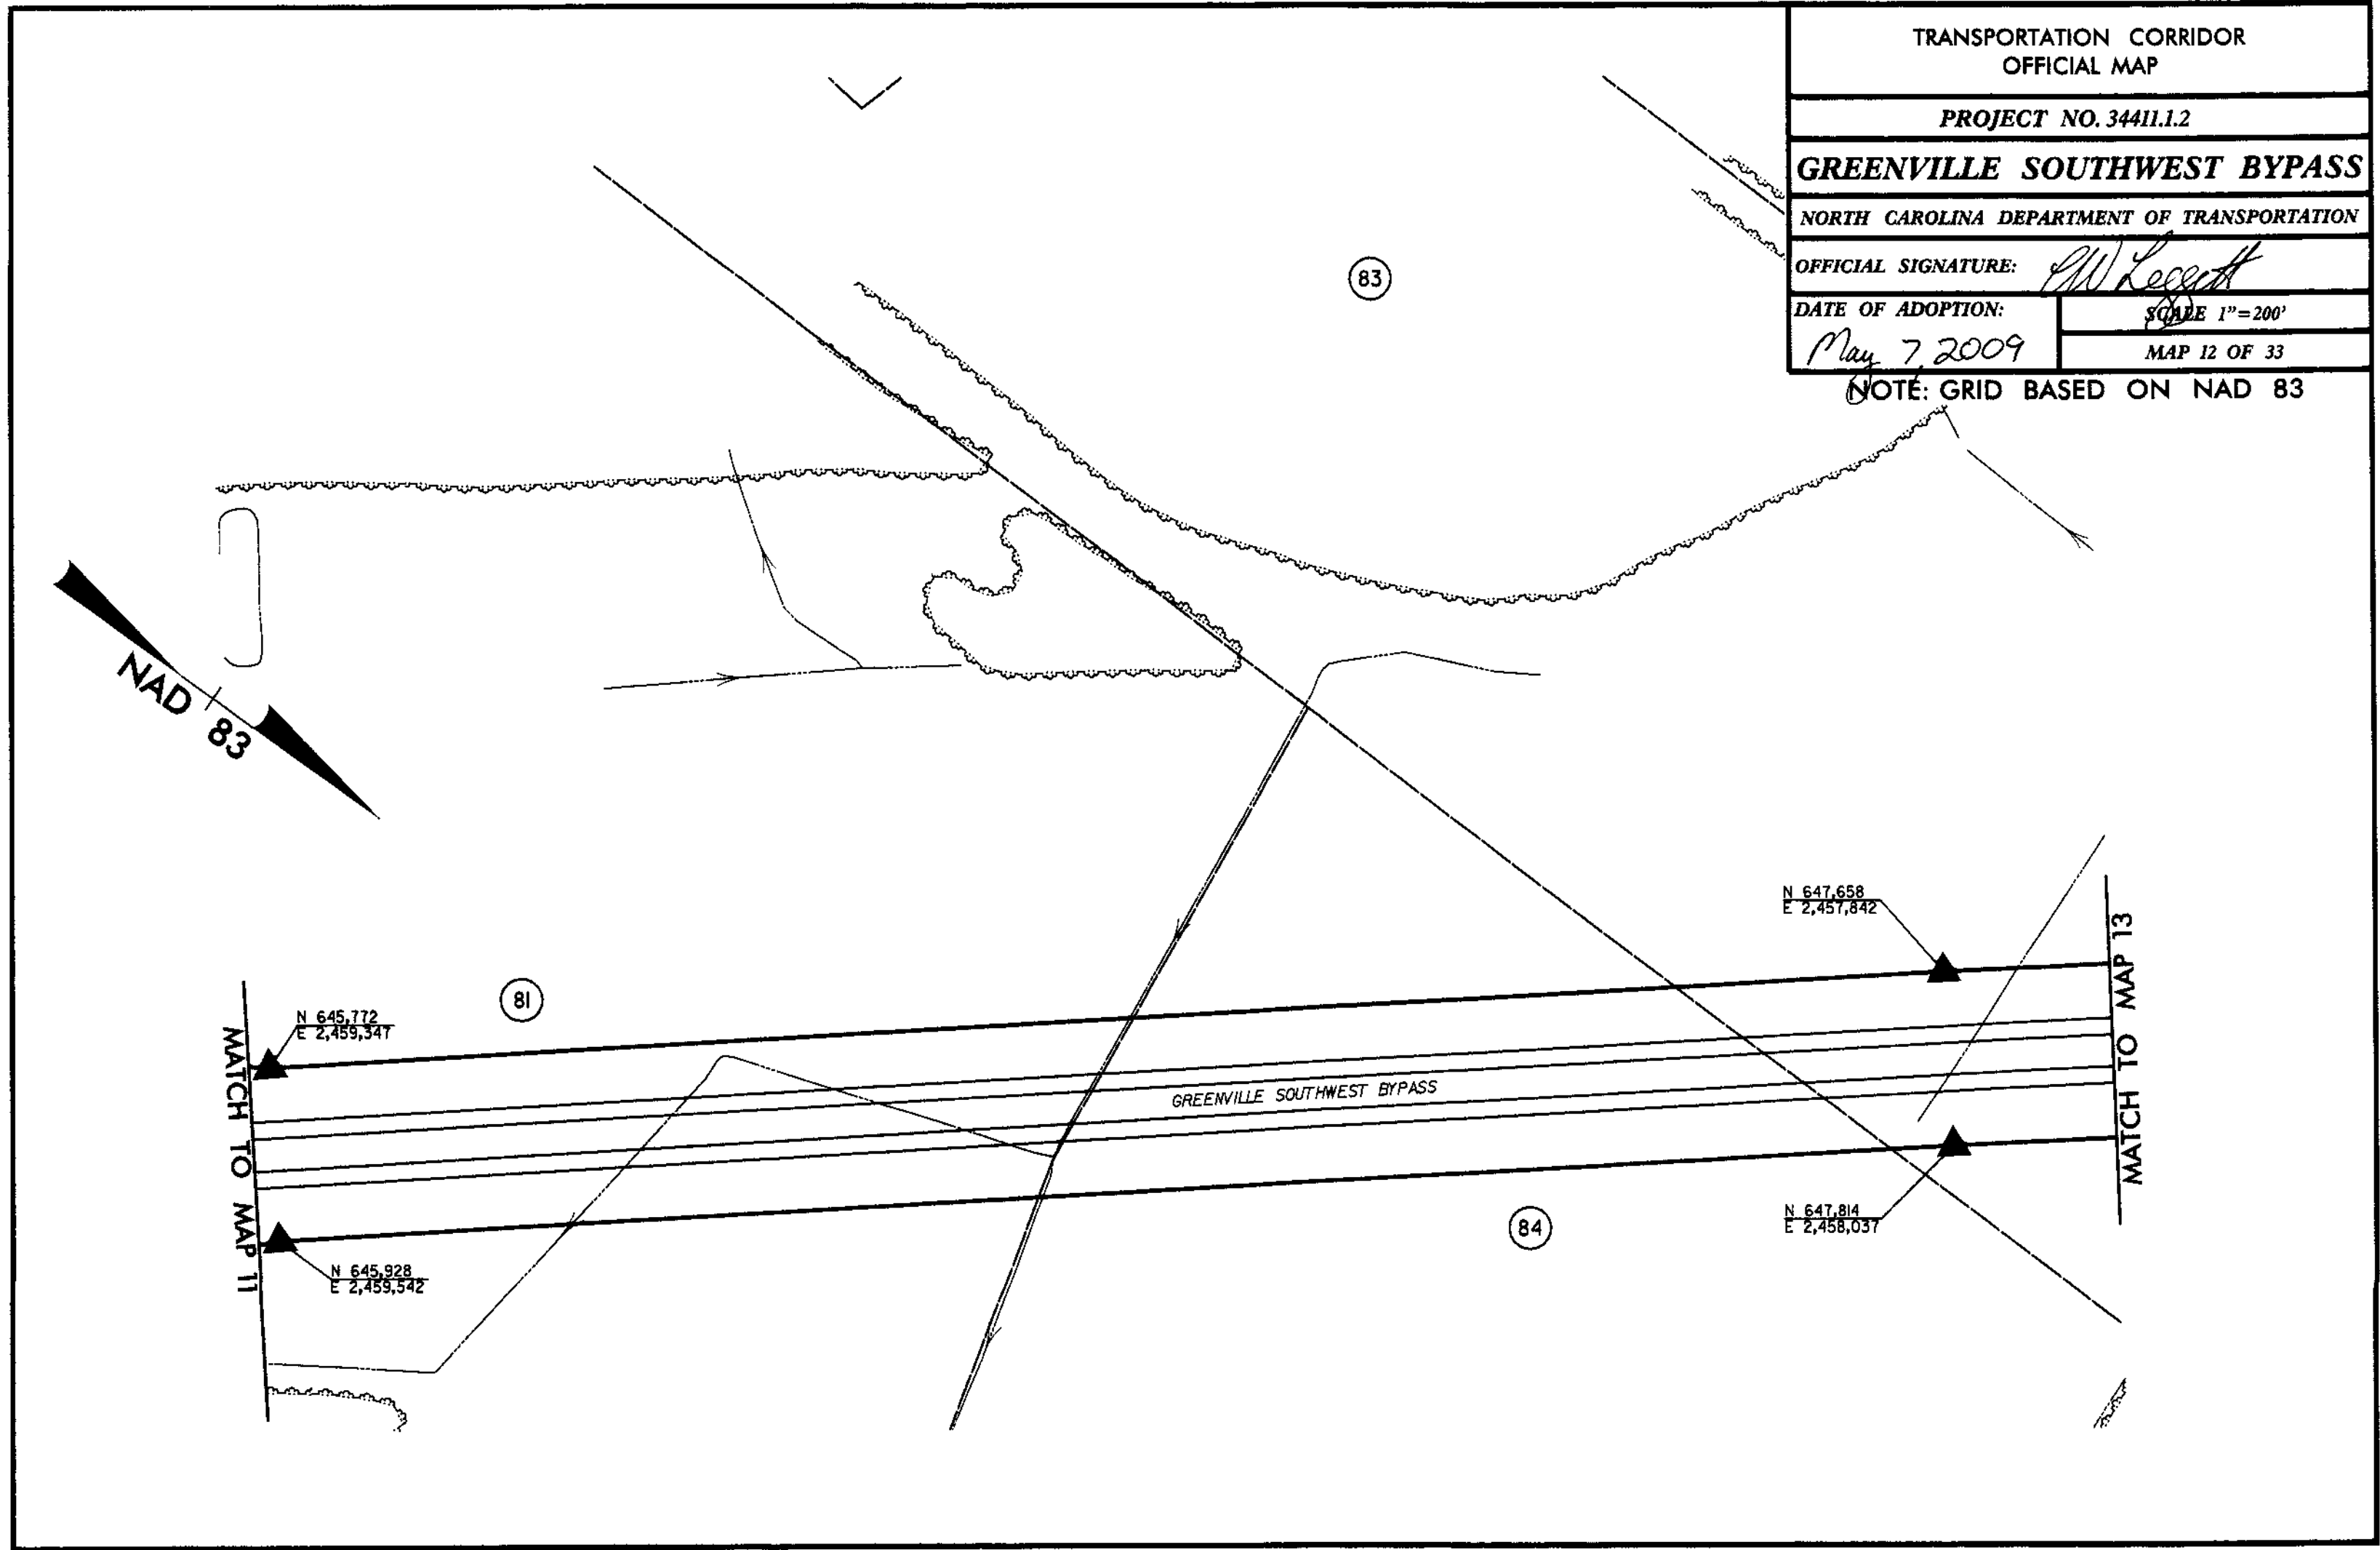 TRANSPORTATION CORRIDOR
OFFICIAL MAP
PROJECT NO. 34411.1.2
GREENVILLE SOUTHWEST BYPASS
NORTH CAROLINA DEPARTMENT OF TRANSPORTATION
OFFICIAL SIGNATURE: PW Leggett
DATE OF ADOPTION:
May 7, 2009
SCALE 1"=200'
MAP 12 OF 33
NOTE: GRID BASED ON NAD 83
83
NAD 83
N 647,658
E 2,457,842
MATCH TO MAP 13
81
N 645,772
E 2,459,347
MATCH TO MAP 11
GREENVILLE SOUTHWEST BYPASS
84
N 647,814
E 2,458,037
N 645,928
E 2,459,542